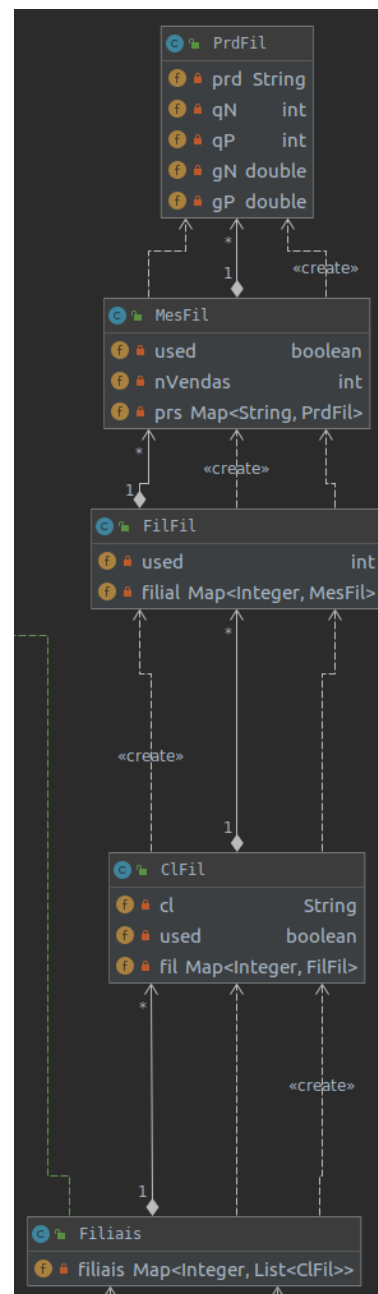 PrdFil
prd String
qN int
qP int
gN double
gP double
*
1
«create»
MesFil
used boolean
nVendas int
prs Map<String, PrdFil>
*
«create»
1
FilFil
used int
filial Map<Integer, MesFil>
*
«create»
1
ClFil
cl String
used boolean
fil Map<Integer, FilFil>
*
«create»
1
Filiais
filiais Map<Integer, List<ClFil>>